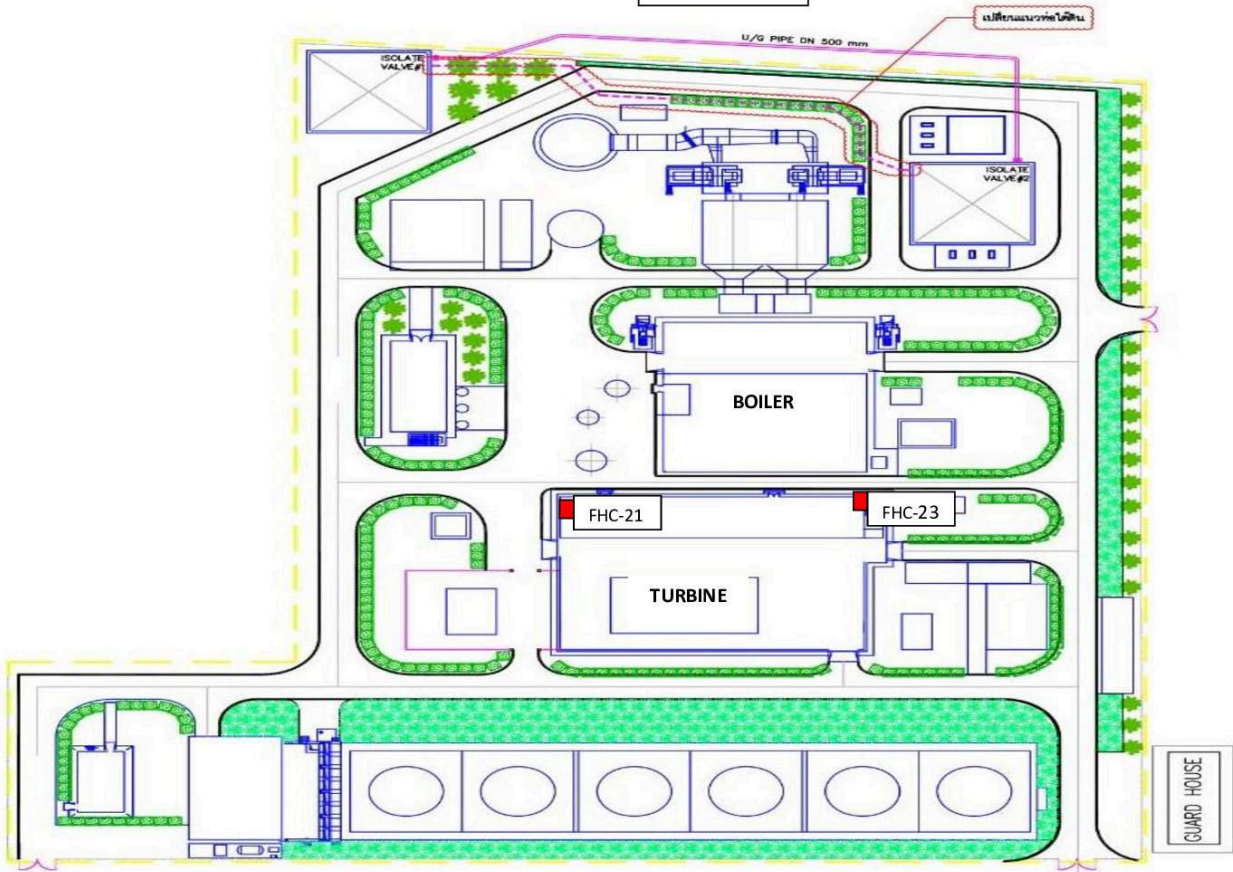 เปลี่ยนแนวท่อใต้ดิน
U/G PIPE DN 500 mm
ISOLATE
VALVE#1
ISOLATE
VALVE#2
BOILER
FHC-21
FHC-23
TURBINE
GUARD HOUSE